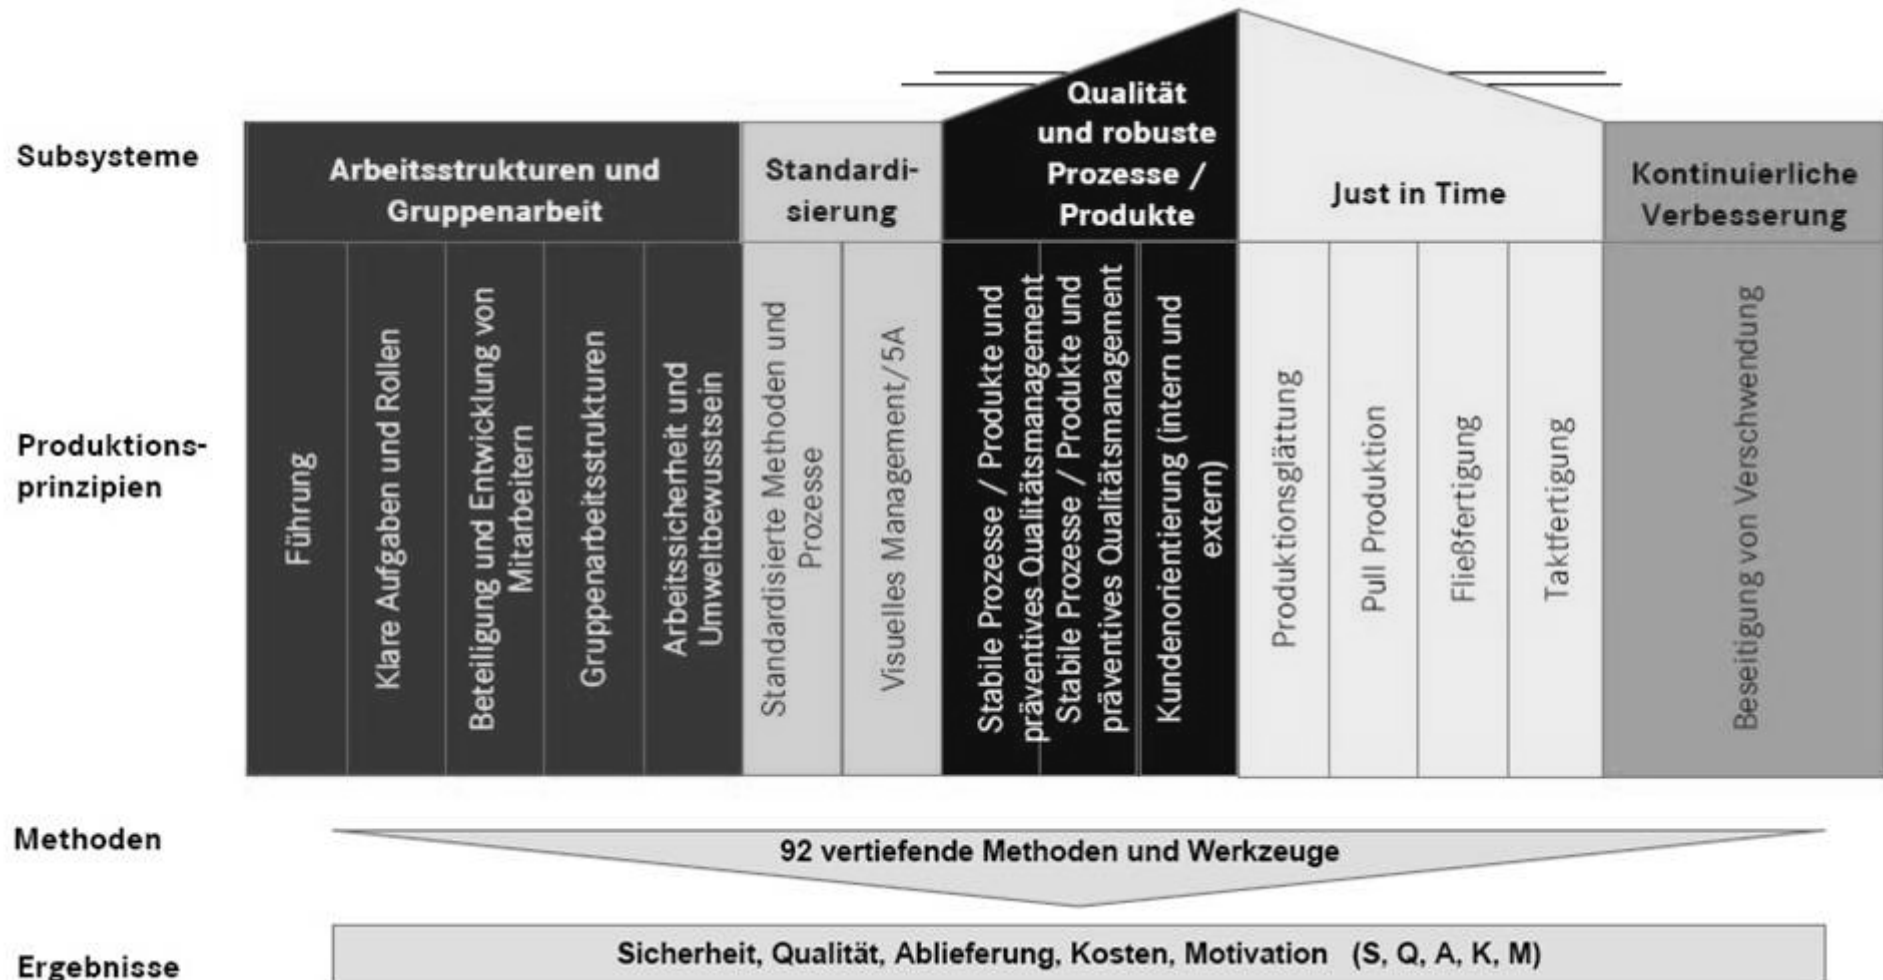 Subsysteme
Arbeitsstrukturen und
Gruppenarbeit
Standardi-
sierung
Qualität
und robuste
Prozesse /
Produkte
Just in Time
Kontinuierliche
Verbesserung
Produktions-
prinzipien
Führung
Klare Aufgaben und Rollen
Beteiligung und Entwicklung von
Mitarbeitern
Gruppenarbeitsstrukturen
Arbeitssicherheit und
Umweltbewusstsein
Standardisierte Methoden und
Prozesse
Visuelles Management/5A
Stabile Prozesse / Produkte und
präventives Qualitätsmanagement
Stabile Prozesse / Produkte und
präventives Qualitätsmanagement
Kundenorientierung (intern und
extern)
Produktionsglättung
Pull Produktion
Fließfertigung
Taktfertigung
Beseitigung von Verschwendung
Methoden
92 vertiefende Methoden und Werkzeuge
Ergebnisse
Sicherheit, Qualität, Ablieferung, Kosten, Motivation (S, Q, A, K, M)